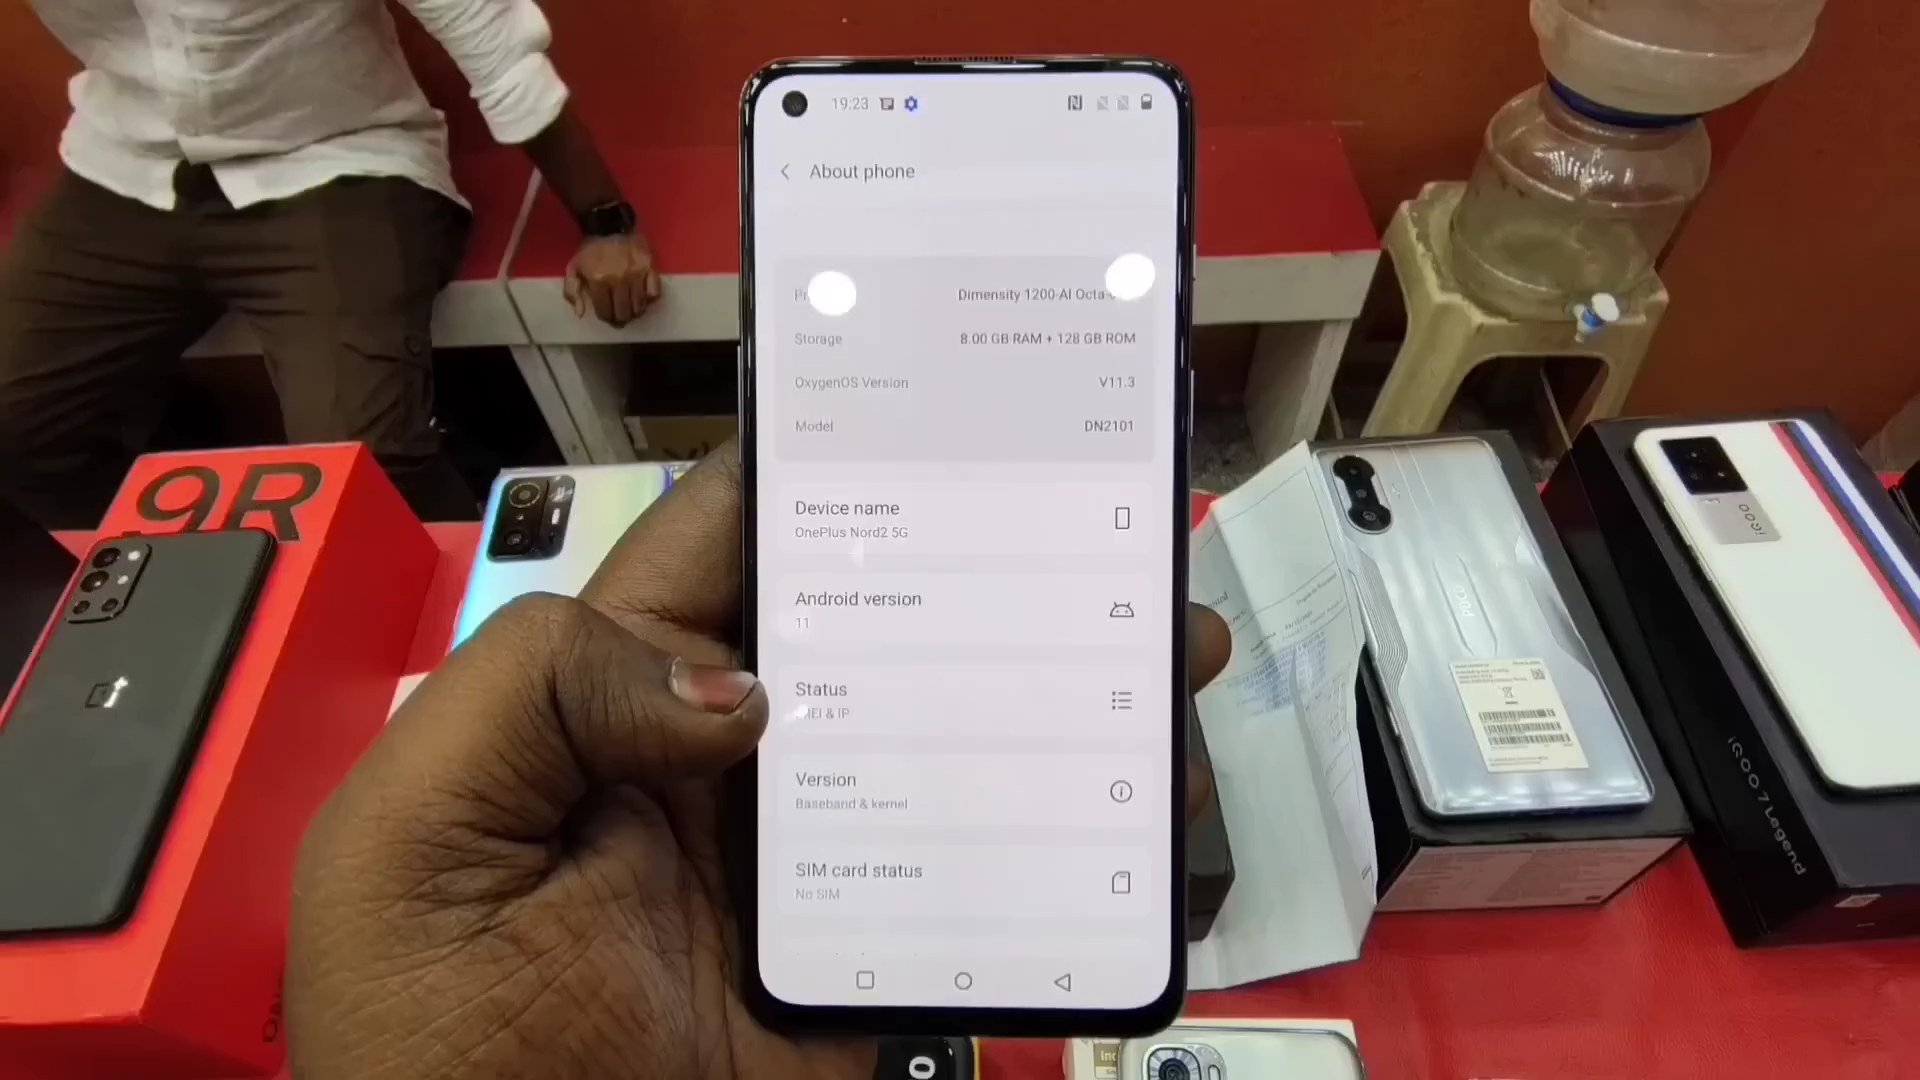 19:23
About phone
Dimensity 1200-AI Octa-
Storage
8.00 GB RAM + 128 GB ROM
OxygenOS Version
V11.3
Model
DN2101
Device name
OnePlus Nord2 5G
Android version
11
Status
& IP
Version
Baseband & kernel
SIM card status
No SIM
9R
POCO
iQOO
iQOO 7 Legend